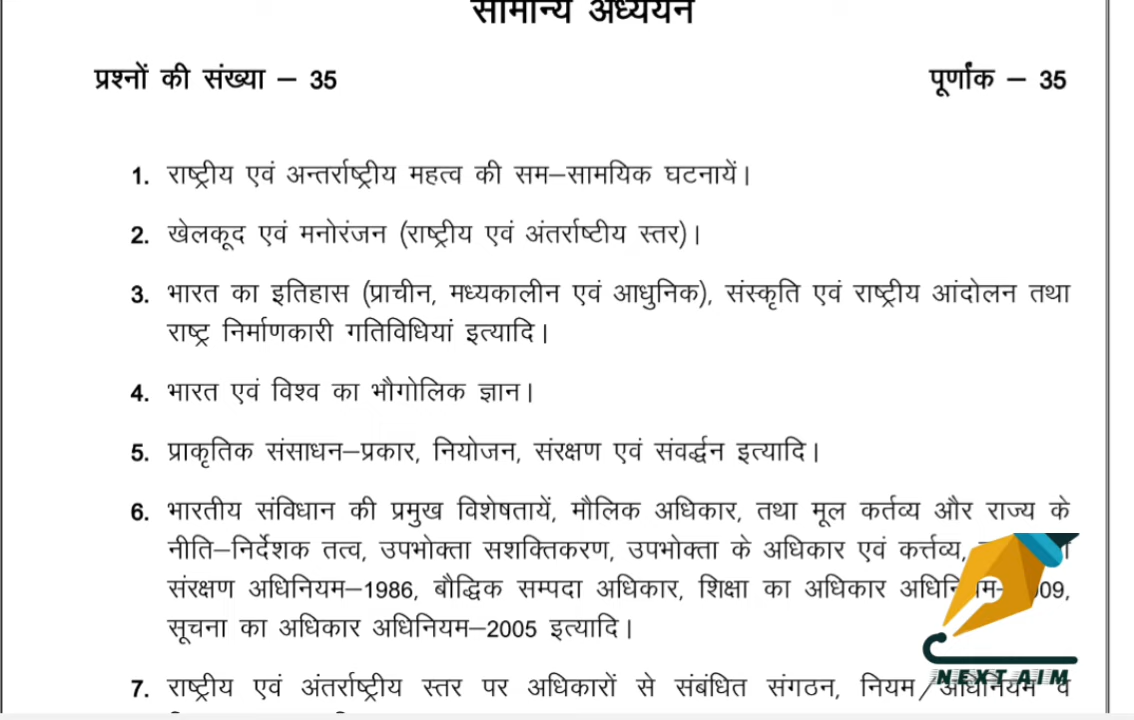 सामान्य अध्ययन
प्रश्नों की संख्या – 35 पूर्णांक – 35
1. राष्ट्रीय एवं अन्तर्राष्ट्रीय महत्व की सम–सामयिक घटनायें।
2. खेलकूद एवं मनोरंजन (राष्ट्रीय एवं अंतर्राष्टीय स्तर)।
3. भारत का इतिहास (प्राचीन, मध्यकालीन एवं आधुनिक), संस्कृति एवं राष्ट्रीय आंदोलन तथा
राष्ट्र निर्माणकारी गतिविधियां इत्यादि।
4. भारत एवं विश्व का भौगोलिक ज्ञान।
5. प्राकृतिक संसाधन–प्रकार, नियोजन, संरक्षण एवं संवर्द्धन इत्यादि।
6. भारतीय संविधान की प्रमुख विशेषतायें, मौलिक अधिकार, तथा मूल कर्तव्य और राज्य के
नीति–निर्देशक तत्व, उपभोक्ता सशक्तिकरण, उपभोक्ता के अधिकार एवं कर्त्तव्य,
संरक्षण अधिनियम–1986, बौद्धिक सम्पदा अधिकार, शिक्षा का अधिकार
सूचना का अधिकार अधिनियम–2005 इत्यादि।
7. राष्ट्रीय एवं अंतर्राष्ट्रीय स्तर पर अधिकारों से संबंधित संगठन, नियम/अधिनियम व
NEXT AIM